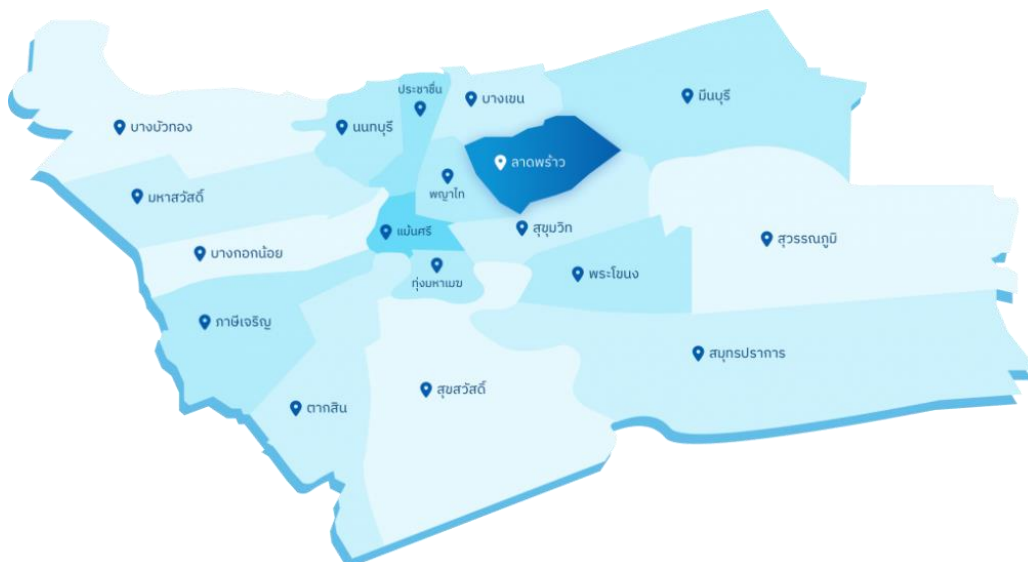 ประชาชื่น
บางเขน
มีนบุรี
บางบัวทอง
นนทบุรี
ลาดพร้าว
พญาไท
มหาสวัสดิ์
แม้นศรี
สุขุมวิท
สุวรรณภูมิ
บางกอกน้อย
ทุ่งมหาเมฆ
พระโขนง
ภาษีเจริญ
สมุทรปราการ
สุขสวัสดิ์
ตากสิน